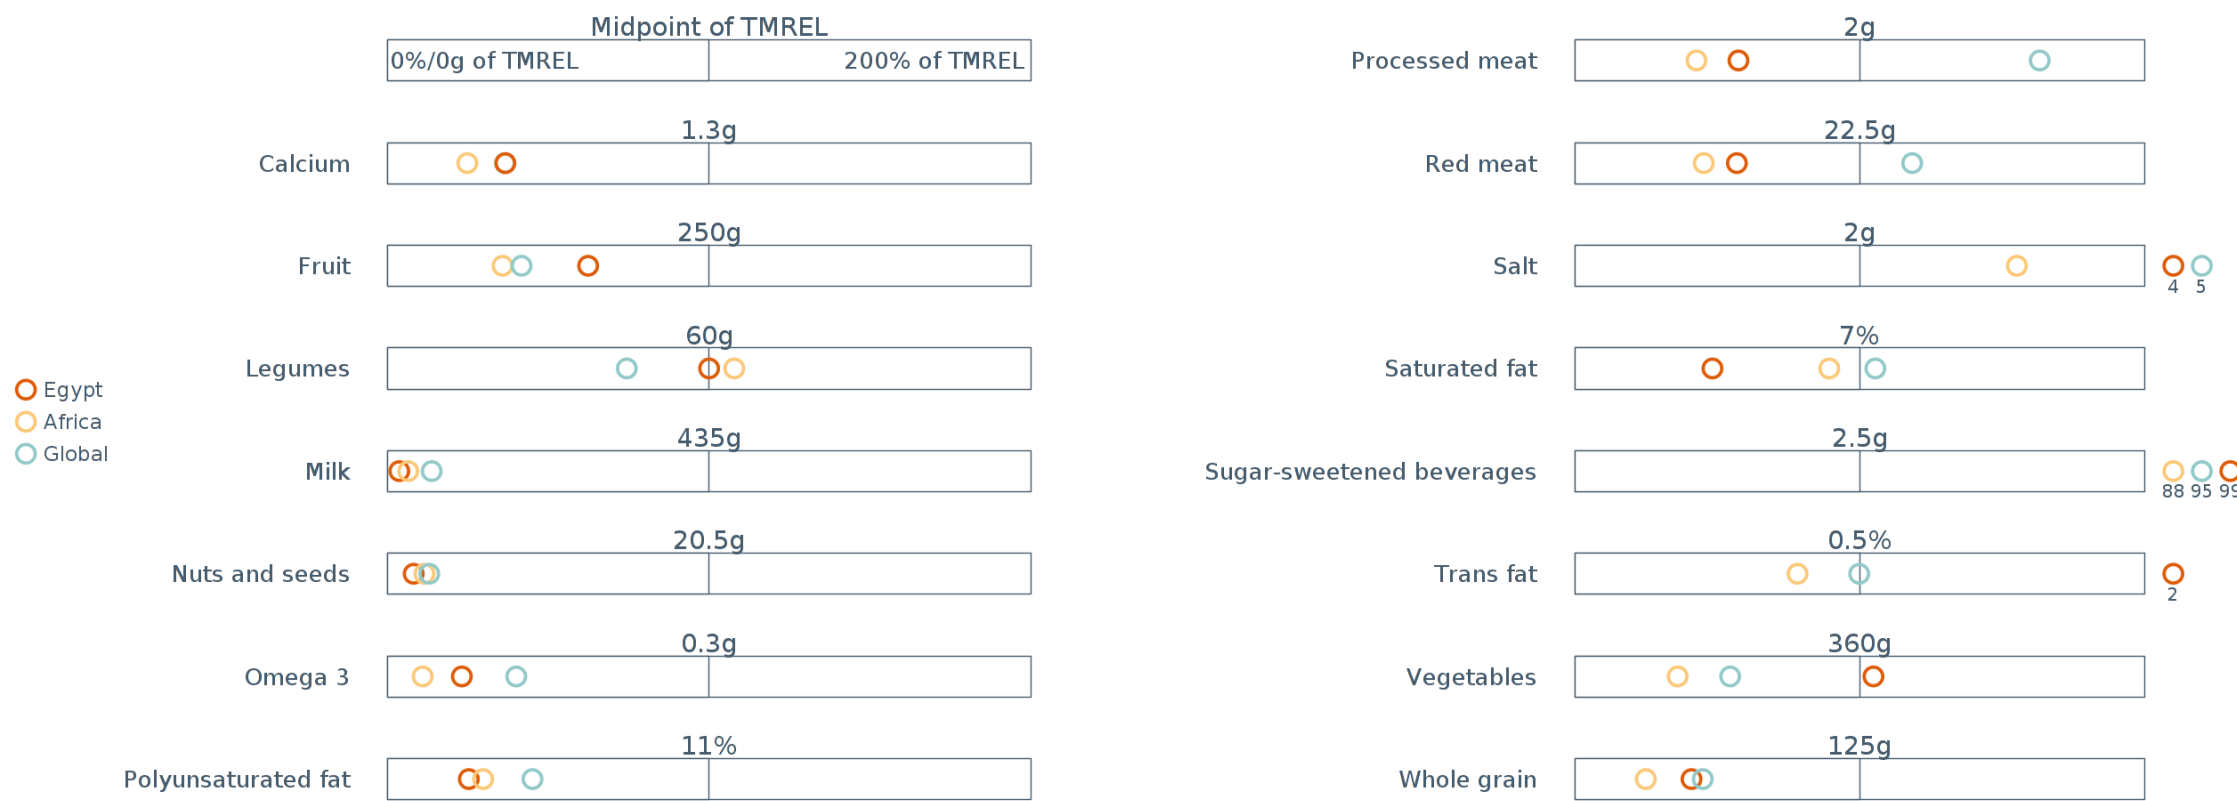 Midpoint of TMREL
0%/0g of TMREL
200% of TMREL
1.3g
Calcium
250g
Fruit
60g
Legumes
435g
Milk
20.5g
Nuts and seeds
0.3g
Omega 3
11%
Polyunsaturated fat
Egypt
Africa
Global
2g
Processed meat
22.5g
Red meat
2g
Salt
4 5
7%
Saturated fat
2.5g
Sugar-sweetened beverages
88 95 99
0.5%
Trans fat
2
360g
Vegetables
125g
Whole grain